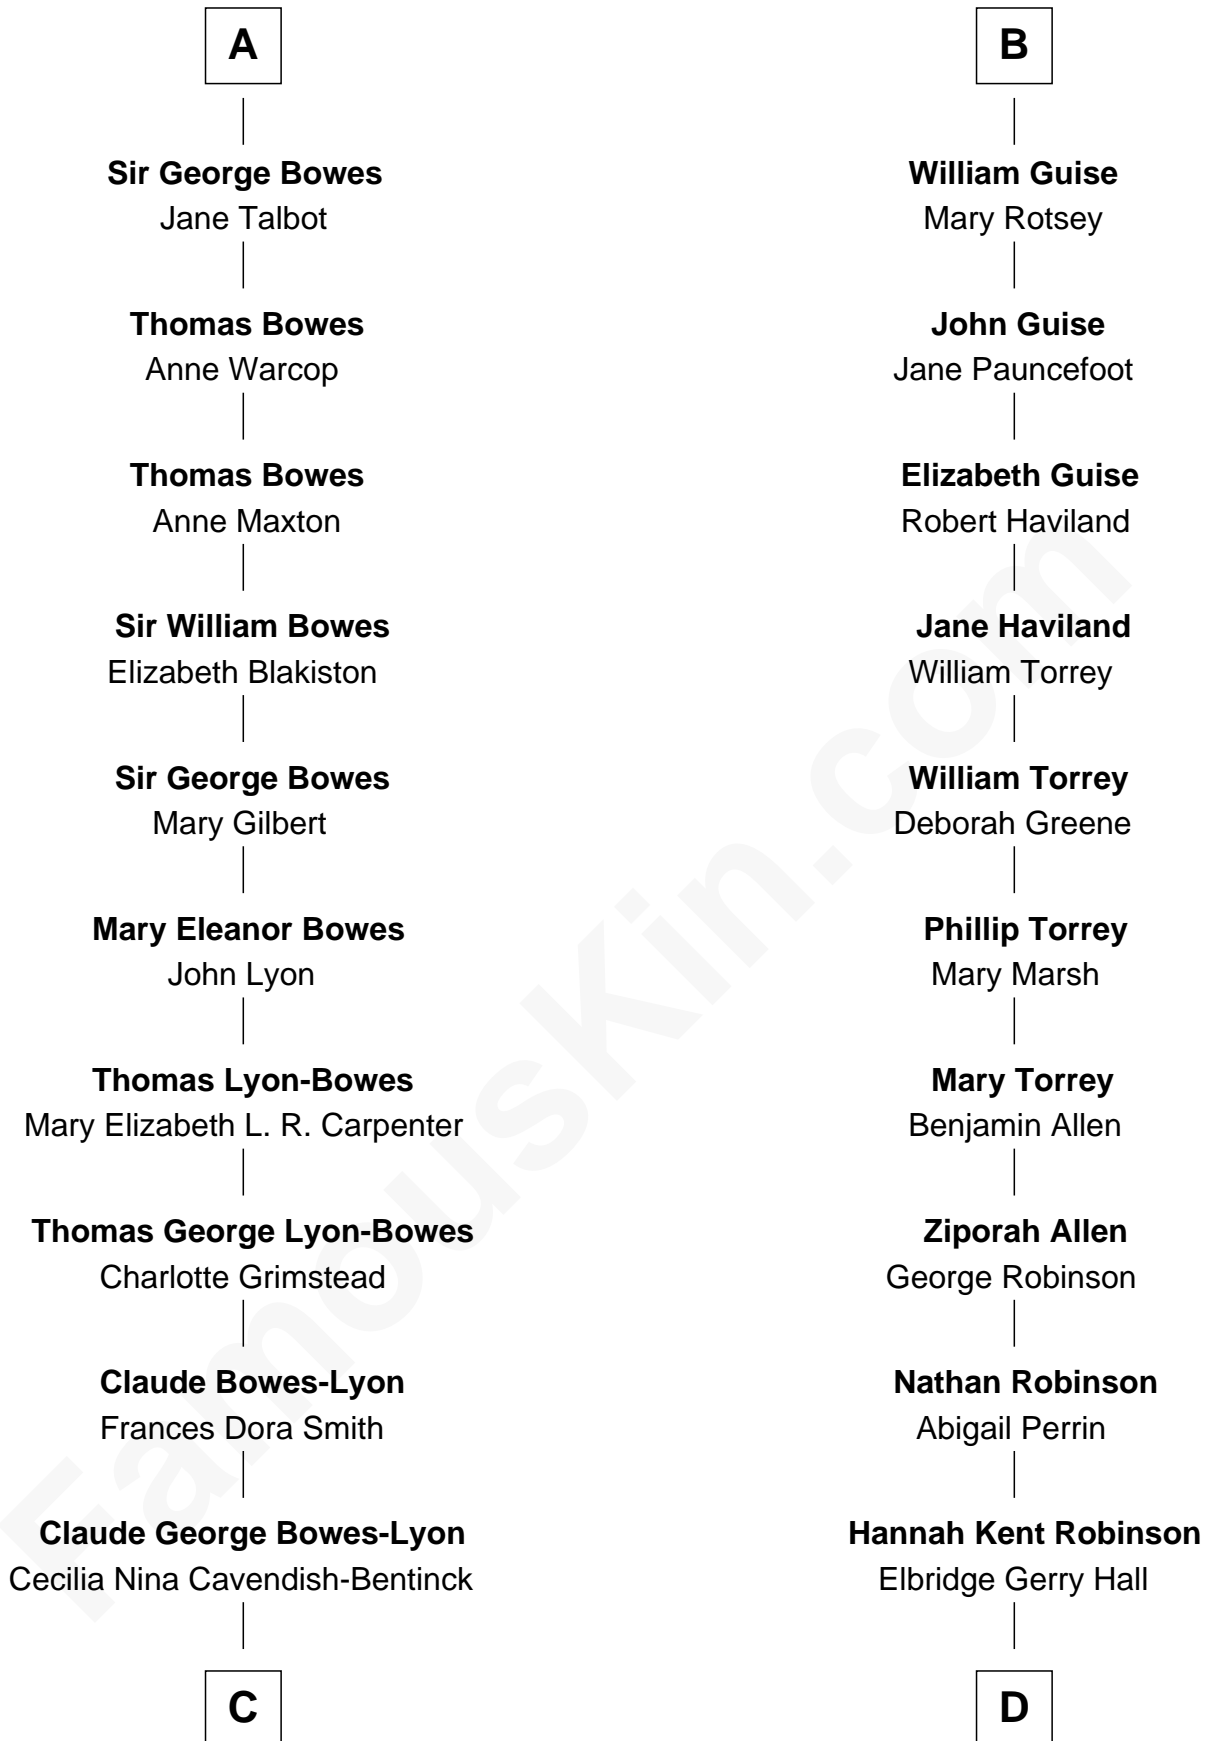 A
Sir George Bowes
Jane Talbot
Thomas Bowes
Anne Warcop
Thomas Bowes
Anne Maxton
Sir William Bowes
Elizabeth Blakiston
Sir George Bowes
Mary Gilbert
Mary Eleanor Bowes
John Lyon
Thomas Lyon-Bowes
Mary Elizabeth L. R. Carpenter
Thomas George Lyon-Bowes
Charlotte Grimstead
Claude Bowes-Lyon
Frances Dora Smith
Claude George Bowes-Lyon
Cecilia Nina Cavendish-Bentinck
C
B
William Guise
Mary Rotsey
John Guise
Jane Pauncefoot
Elizabeth Guise
Robert Haviland
Jane Haviland
William Torrey
William Torrey
Deborah Greene
Phillip Torrey
Mary Marsh
Mary Torrey
Benjamin Allen
Ziporah Allen
George Robinson
Nathan Robinson
Abigail Perrin
Hannah Kent Robinson
Elbridge Gerry Hall
D
FamousKin.com